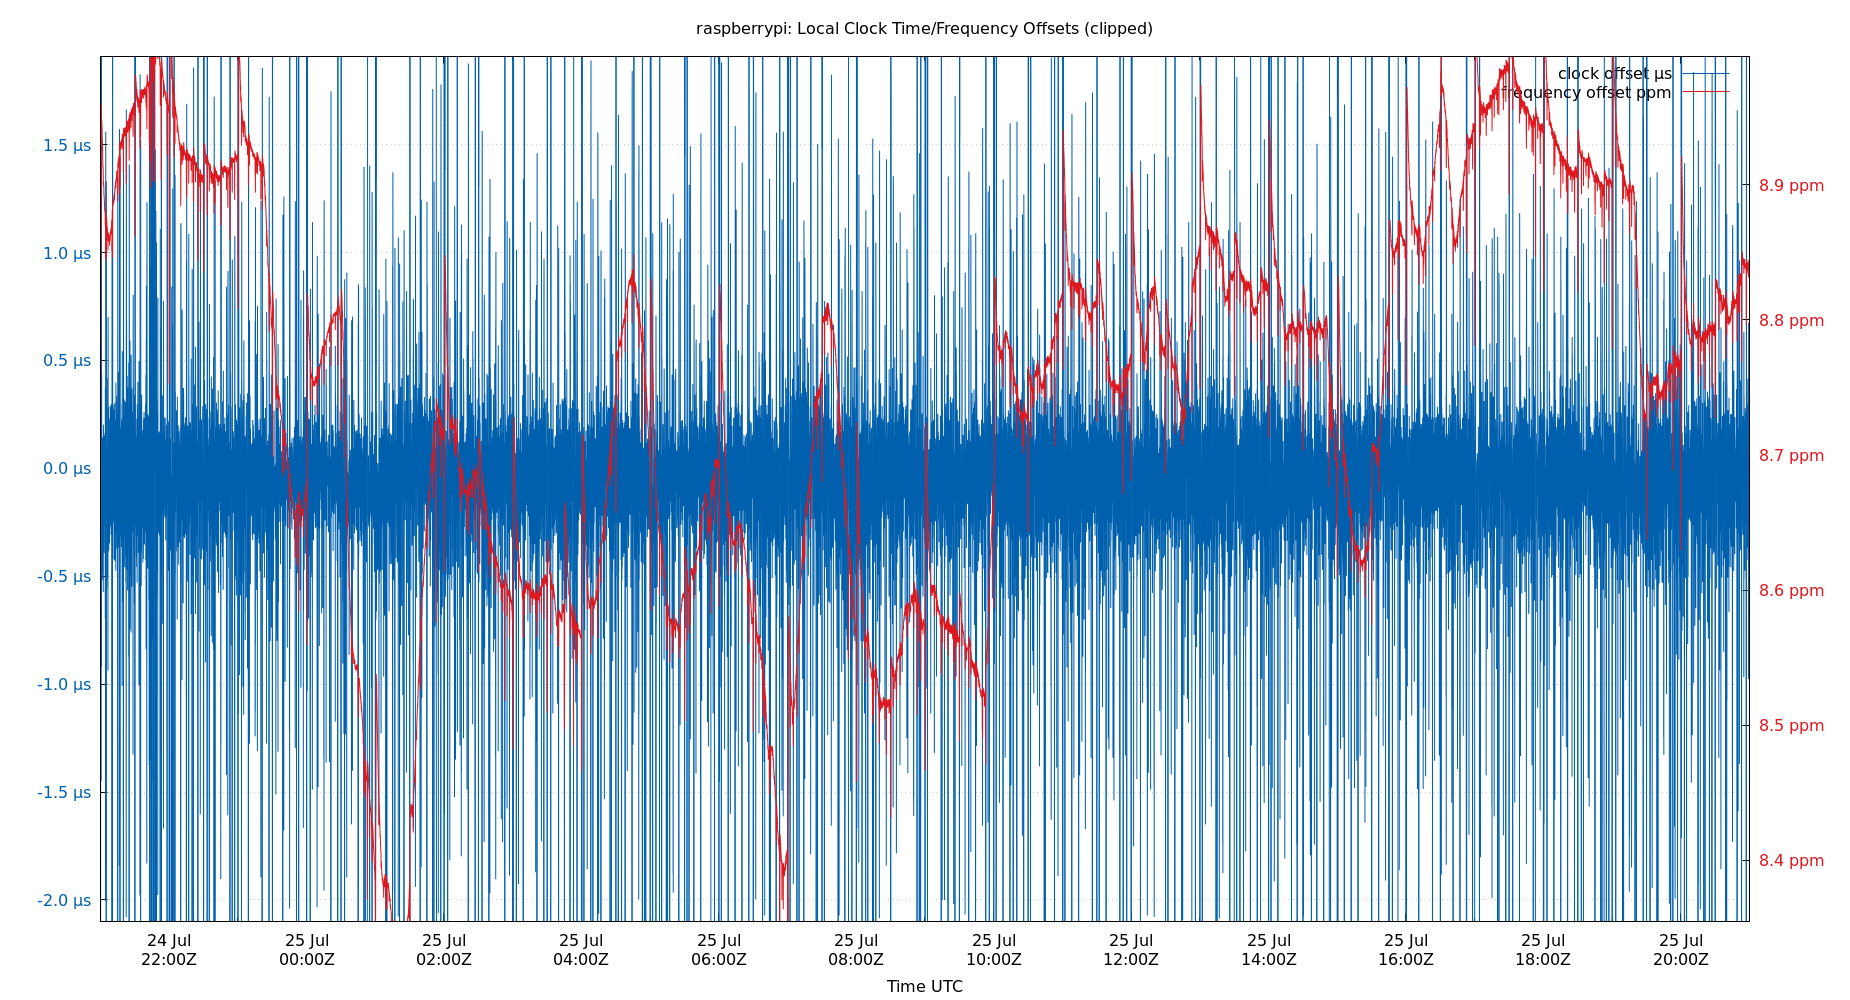 raspberrypi: Local Clock Time/Frequency Offsets (clipped)
clock offset µs
frequency offset ppm
1.5 µs
1.0 µs
0.5 µs
0.0 µs
-0.5 µs
-1.0 µs
-1.5 µs
-2.0 µs
8.9 ppm
8.8 ppm
8.7 ppm
8.6 ppm
8.5 ppm
8.4 ppm
24 Jul 25 Jul 25 Jul 25 Jul 25 Jul 25 Jul 25 Jul 25 Jul 25 Jul 25 Jul 25 Jul 25 Jul
22:00Z 00:00Z 02:00Z 04:00Z 06:00Z 08:00Z 10:00Z 12:00Z 14:00Z 16:00Z 18:00Z 20:00Z
Time UTC